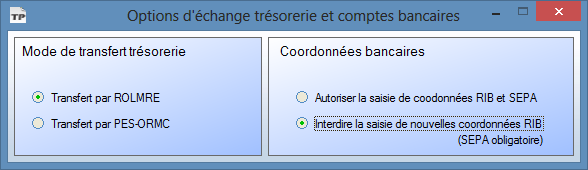 TP
Options d'échange trésorerie et comptes bancaires
Mode de transfert trésorerie
Transfert par ROLMRE
Transfert par PES-ORMC
Coordonnées bancaires
Autoriser la saisie de coodonnées RIB et SEPA
Interdire la saisie de nouvelles coordonnées RIB
(SEPA obligatoire)